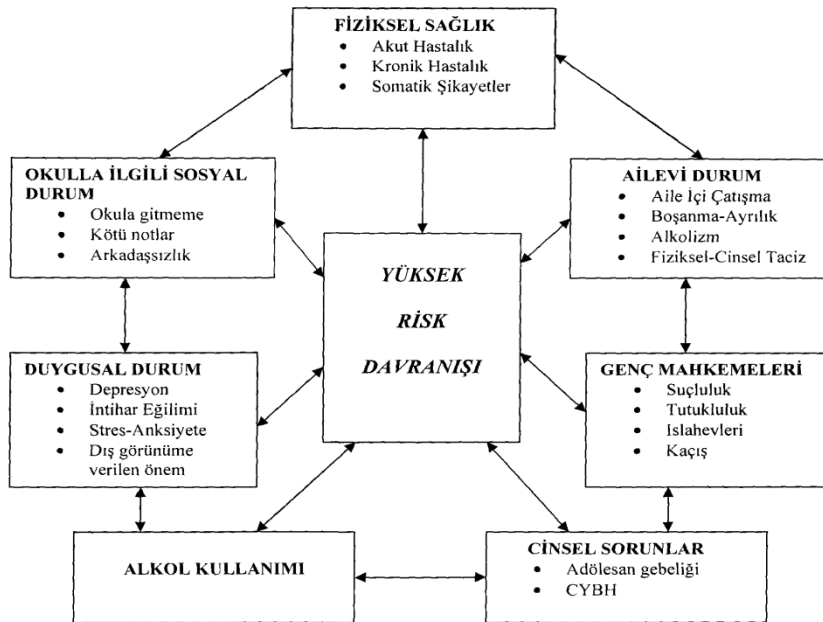 FİZİKSEL SAĞLIK
• Akut Hastalık
• Kronik Hastalık
• Somatik Şikayetler
OKULLA İLGİLİ SOSYAL
DURUM
• Okula gitmeme
• Kötü notlar
• Arkadaşsızlık
AİLEVİ DURUM
• Aile İçi Çatışma
• Boşanma-Ayrılık
• Alkolizm
• Fiziksel-Cinsel Taciz
YÜKSEK
RİSK
DAVRANIŞI
DUYGUSAL DURUM
• Depresyon
• İntihar Eğilimi
• Stres-Anksiyete
• Dış görünüme
verilen önem
GENÇ MAHKEMELERİ
• Suçluluk
• Tutukluluk
• Islahevleri
• Kaçış
ALKOL KULLANIMI
CİNSEL SORUNLAR
• Adölesan gebeliği
• CYBH